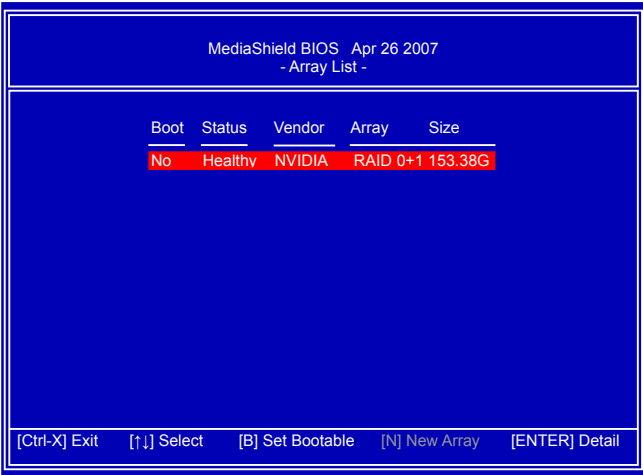 MediaShield BIOS Apr 26 2007
- Array List -
Boot Status Vendor Array Size
No Healthy NVIDIA RAID 0+1 153.38G
[Ctrl-X] Exit [↑↓] Select [B] Set Bootable [N] New Array [ENTER] Detail